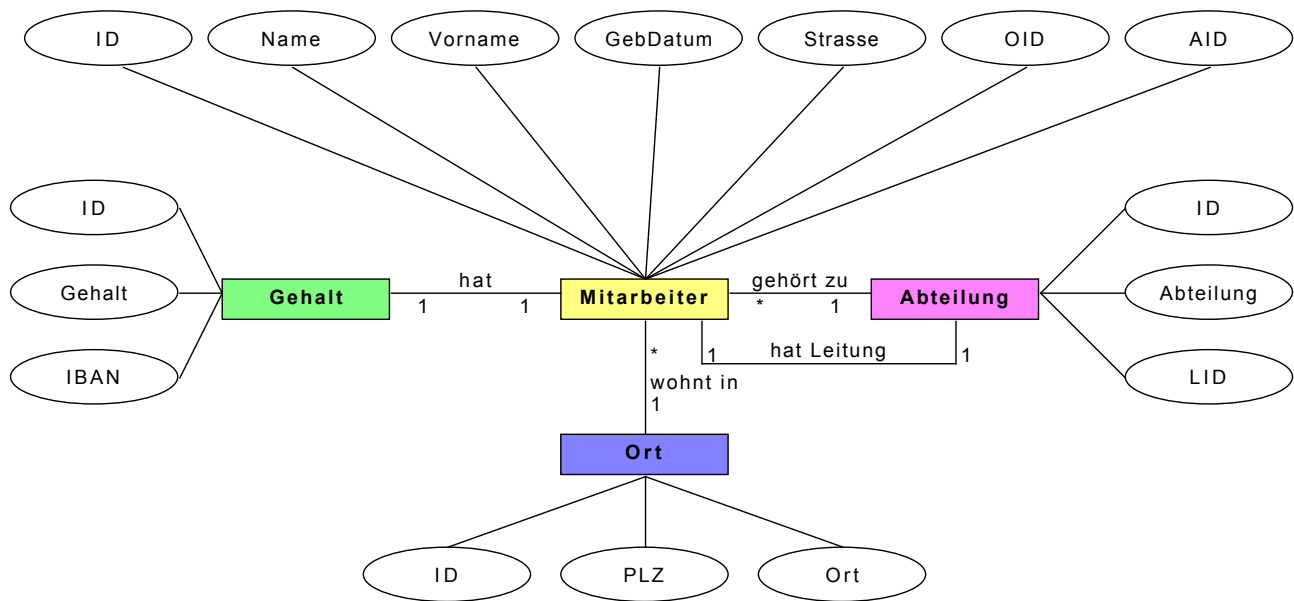 ID Name Vorname GebDatum Strasse OID AID
ID ID
hat gehört zu
Gehalt Gehalt Mitarbeiter Abteilung Abteilung
1 1 * 1
* 1 hat Leitung 1
IBAN wohnt in LID
1
Ort
ID PLZ Ort